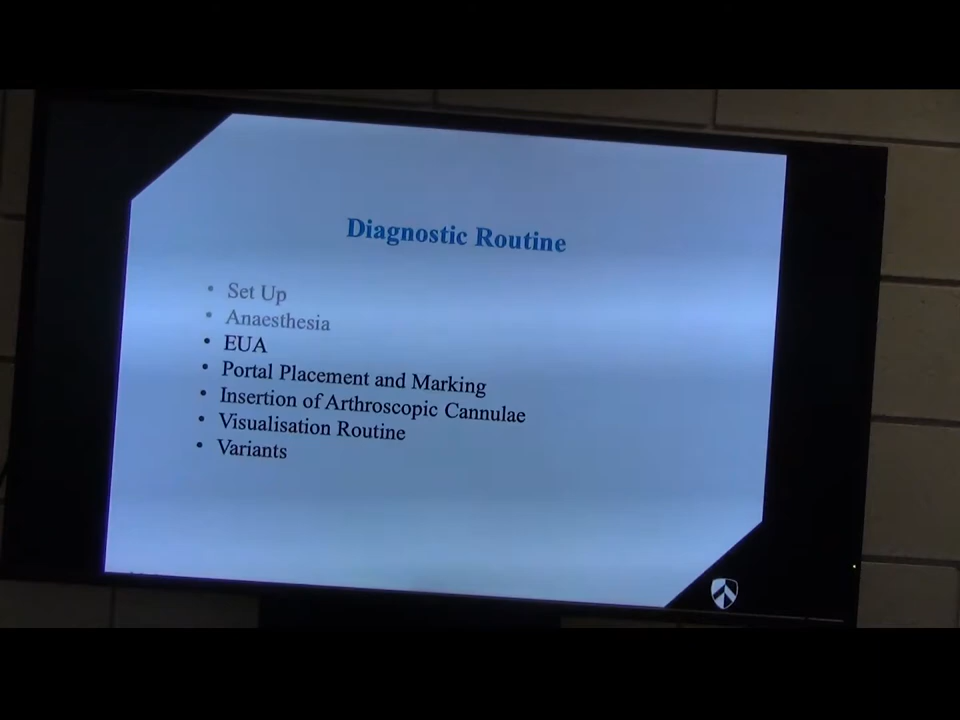 Diagnostic Routine
• Set Up
• Anaesthesia
• EUA
• Portal Placement and Marking
• Insertion of Arthroscopic Cannulae
• Visualisation Routine
• Variants